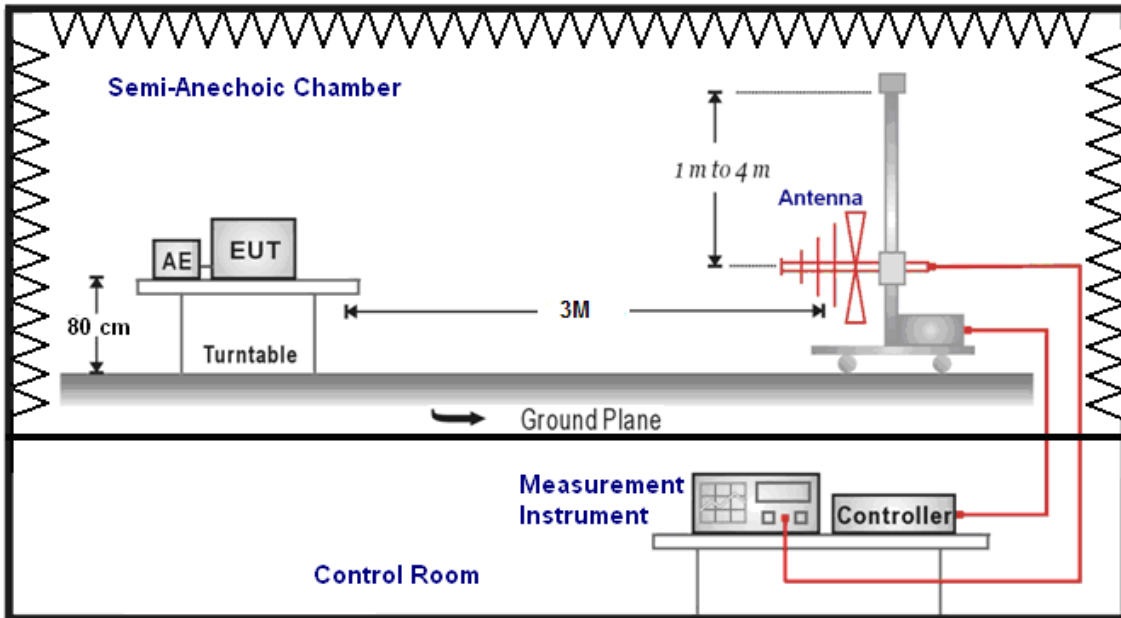 Semi-Anechoic Chamber
1 m to 4 m
Antenna
AE
EUT
80 cm
3M
Turntable
Ground Plane
Measurement
Instrument
Controller
Control Room